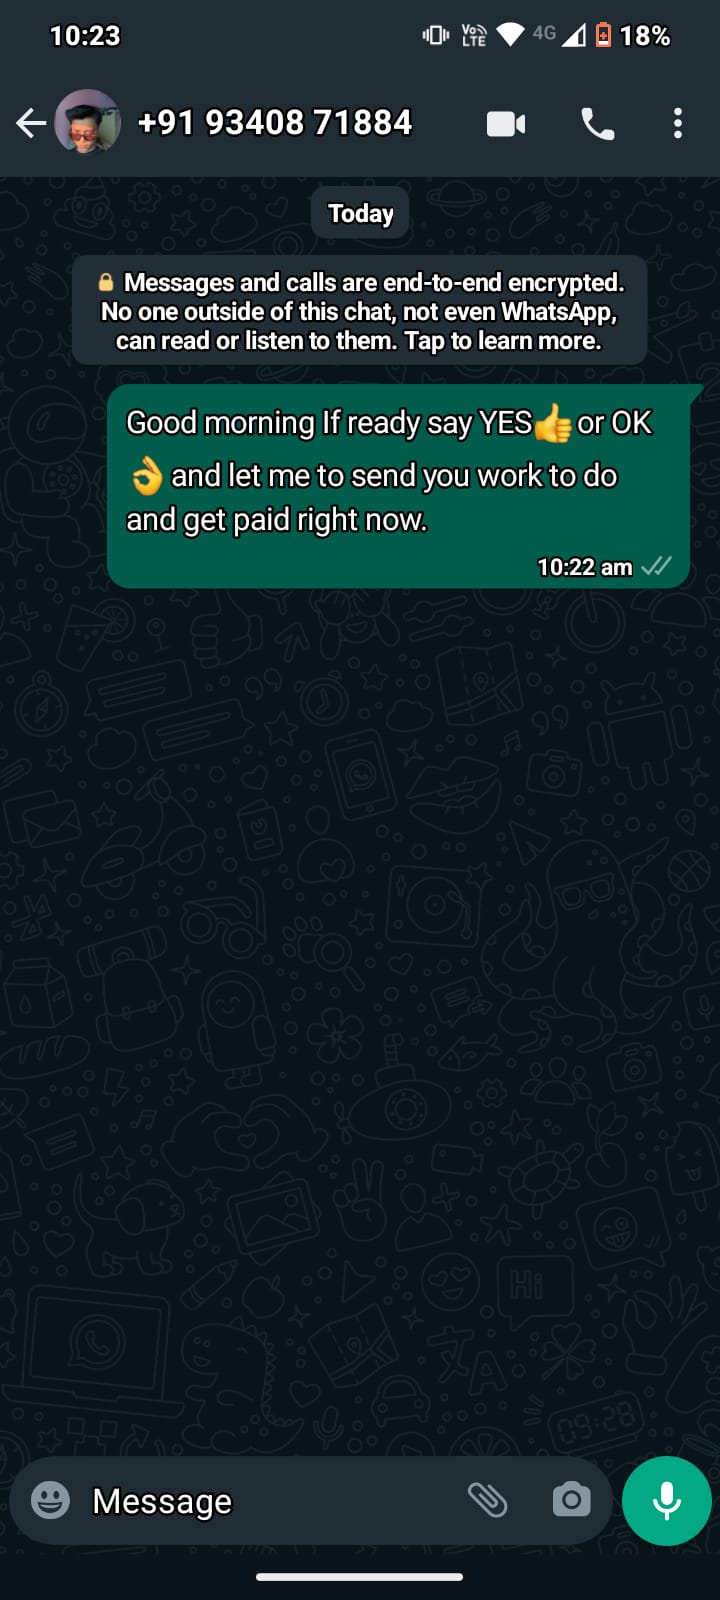 10:23 Vo LTE 4G 18%
+91 93408 71884
Today
🔒 Messages and calls are end-to-end encrypted.
No one outside of this chat, not even WhatsApp,
can read or listen to them. Tap to learn more.
Good morning If ready say YES👍or OK
👌and let me to send you work to do
and get paid right now.
10:22 am
Hi
09:28
Message